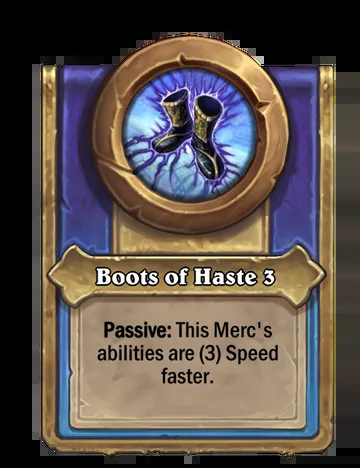 Boots of Haste 3
Passive: This Merc's
abilities are (3) Speed
faster.